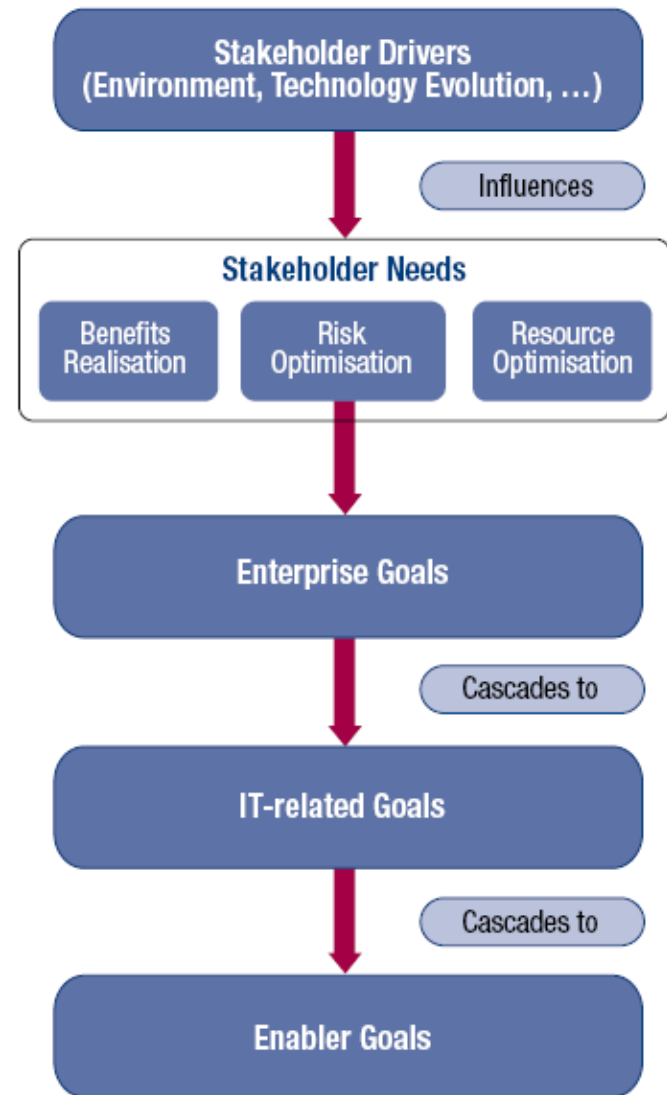 Stakeholder Drivers
(Environment, Technology Evolution, …)
Influences
Stakeholder Needs
Benefits
Realisation
Risk
Optimisation
Resource
Optimisation
Enterprise Goals
Cascades to
IT-related Goals
Cascades to
Enabler Goals